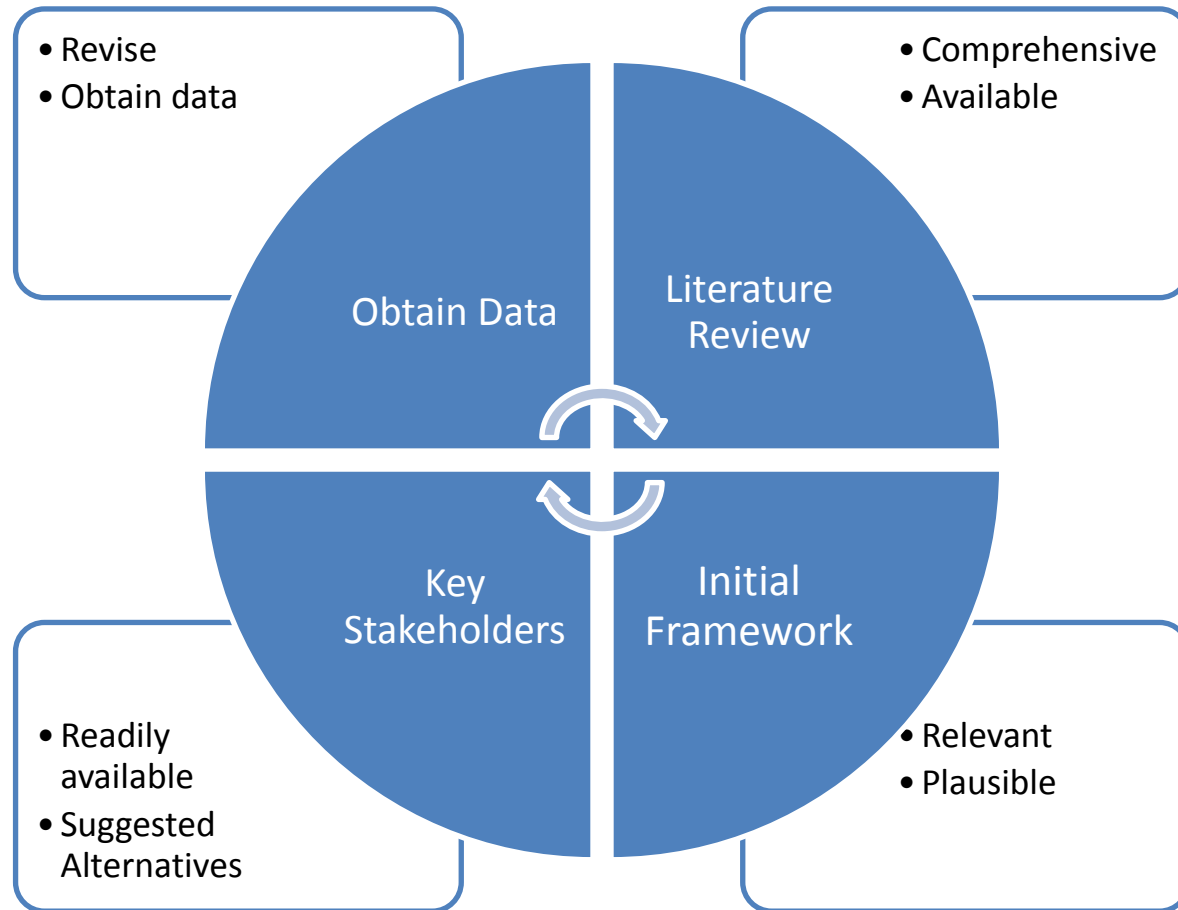 • Revise
• Obtain data
• Comprehensive
• Available
Obtain Data
Literature
Review
Key
Stakeholders
Initial
Framework
• Readily
available
• Suggested
Alternatives
• Relevant
• Plausible